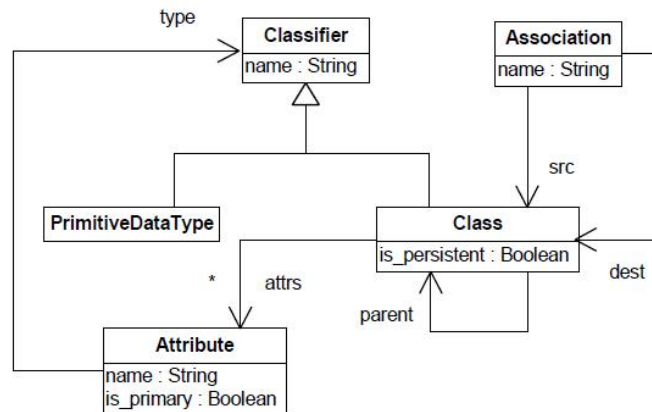 type
Classifier
name : String
Association
name : String
src
PrimitiveDataType
Class
is_persistent : Boolean
dest
* attrs
parent
Attribute
name : String
is_primary : Boolean